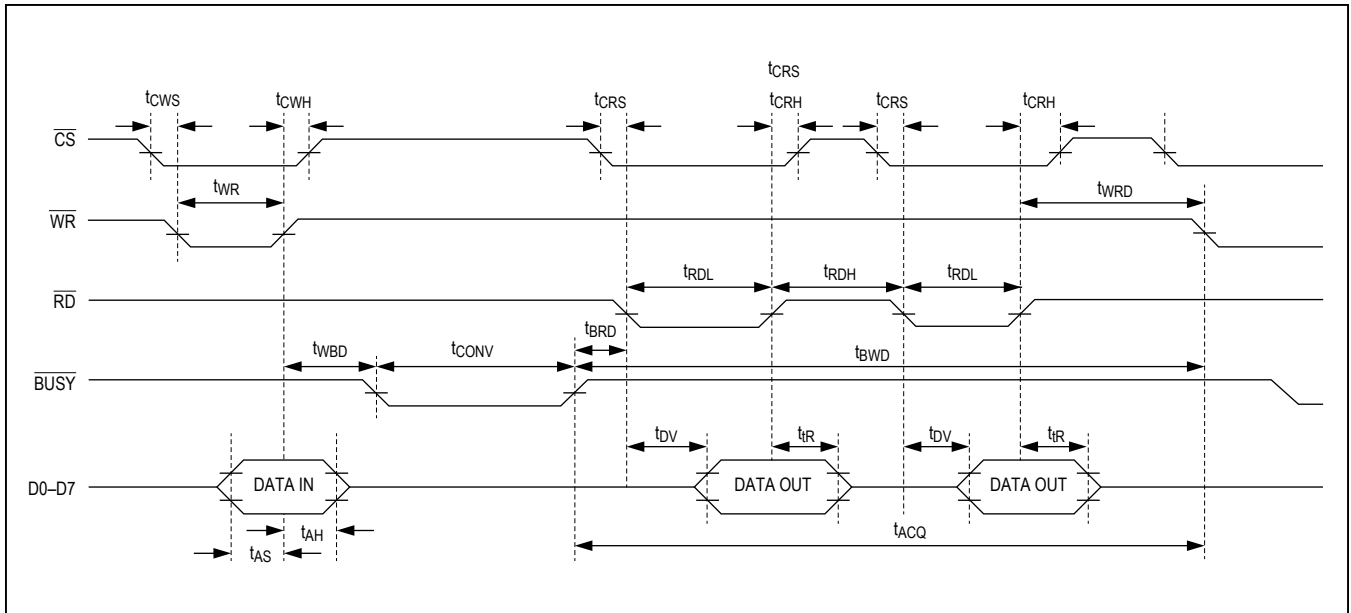 tCRS
tCWS tCWH tCRS tCRH tCRS tCRH
CS
tWR tWRD
WR
tRDL tRDH tRDL
RD
tBRD
tWBD tCONV tBWD
BUSY
tDV ttR tDV ttR
D0–D7 DATA IN DATA OUT DATA OUT
tAH tACQ
tAS